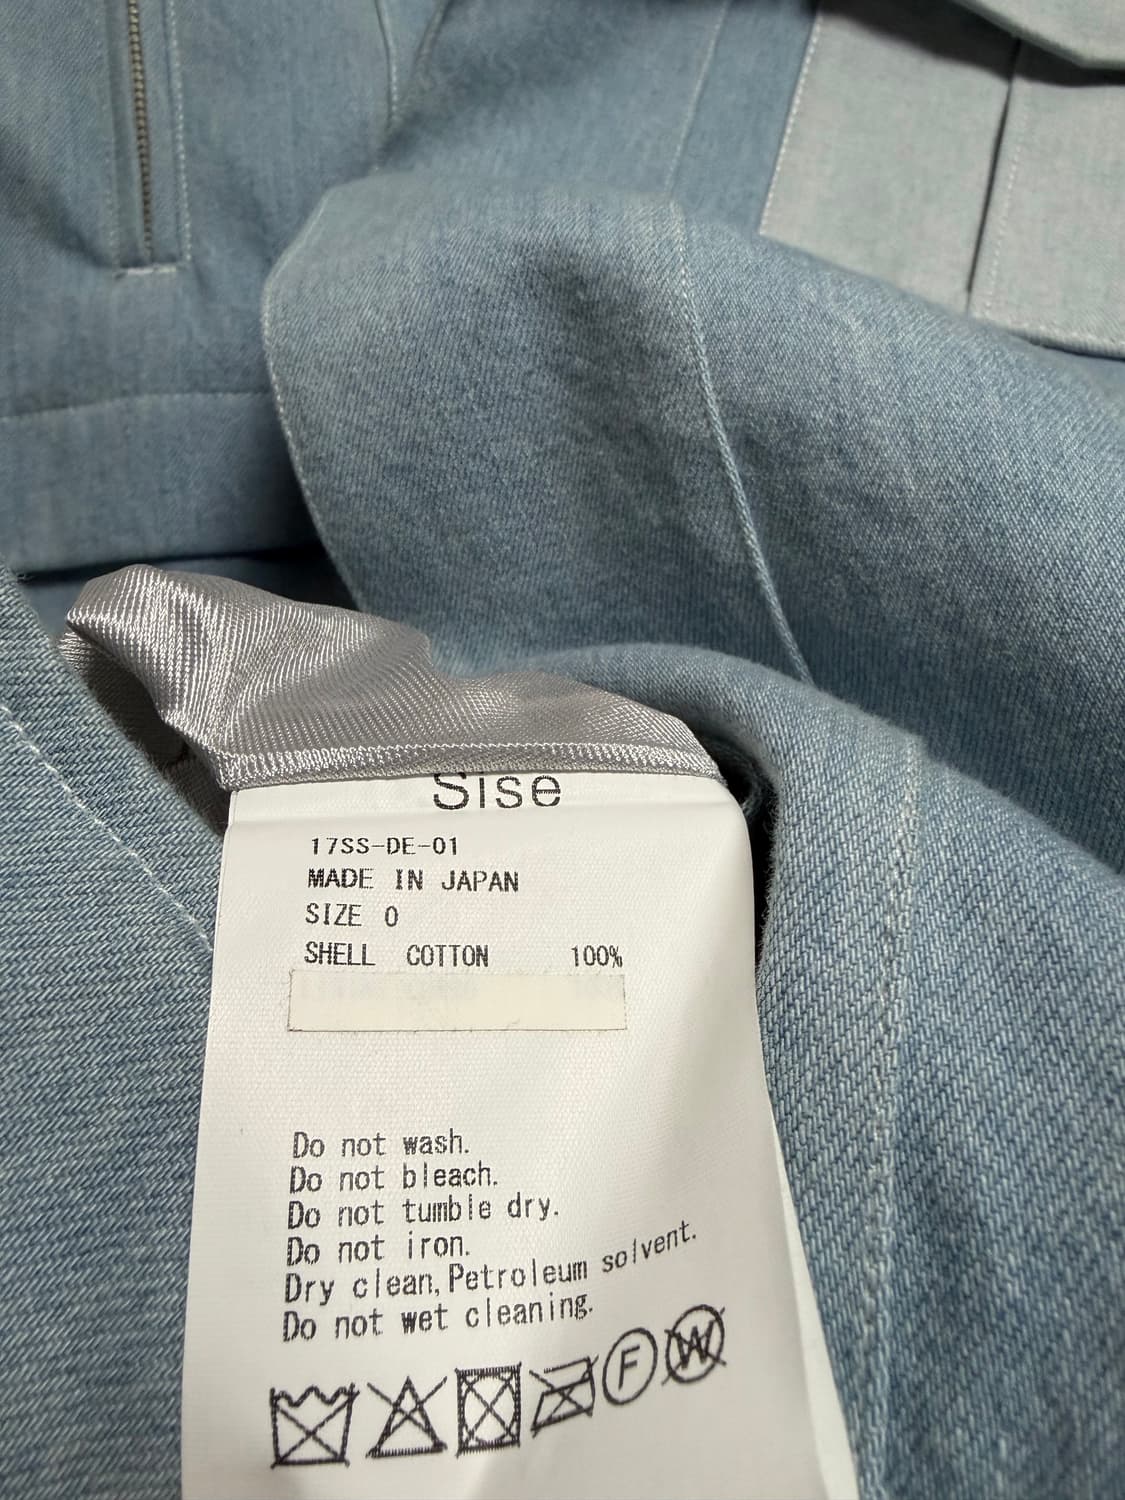 Sise
17SS-DE-01
MADE IN JAPAN
SIZE 0
SHELL COTTON 100%
Do not wash.
Do not bleach.
Do not tumble dry.
Do not iron.
Dry clean,Petroleum solvent.
Do not wet cleaning.
F W